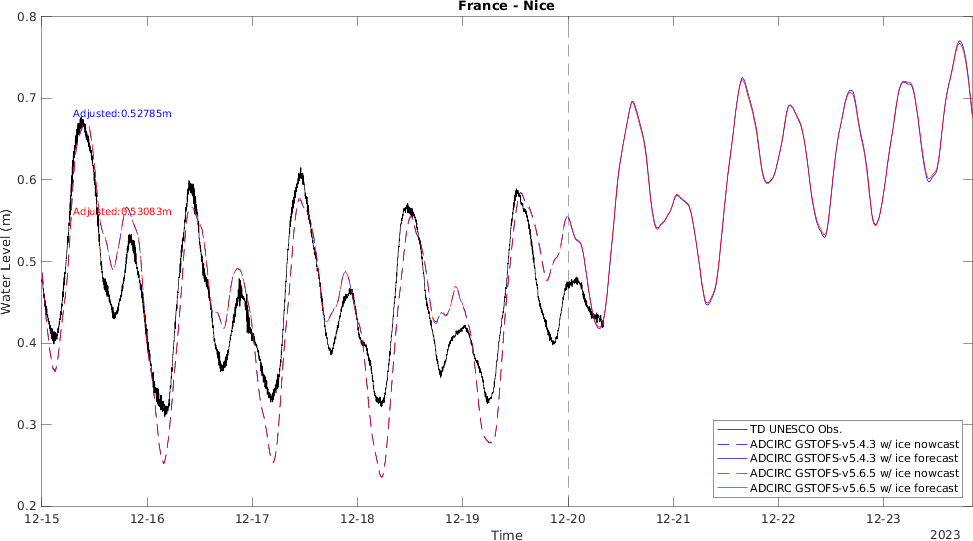 France - Nice
0.8
0.7
0.6
0.5
0.4
0.3
0.2
Water Level (m)
Adjusted:0.52785m
Adjusted:0.53083m
TD UNESCO Obs.
ADCIRC GSTOFS-v5.4.3 w/ ice nowcast
ADCIRC GSTOFS-v5.4.3 w/ ice forecast
ADCIRC GSTOFS-v5.6.5 w/ ice nowcast
ADCIRC GSTOFS-v5.6.5 w/ ice forecast
12-15 12-16 12-17 12-18 12-19 12-20 12-21 12-22 12-23
Time
2023